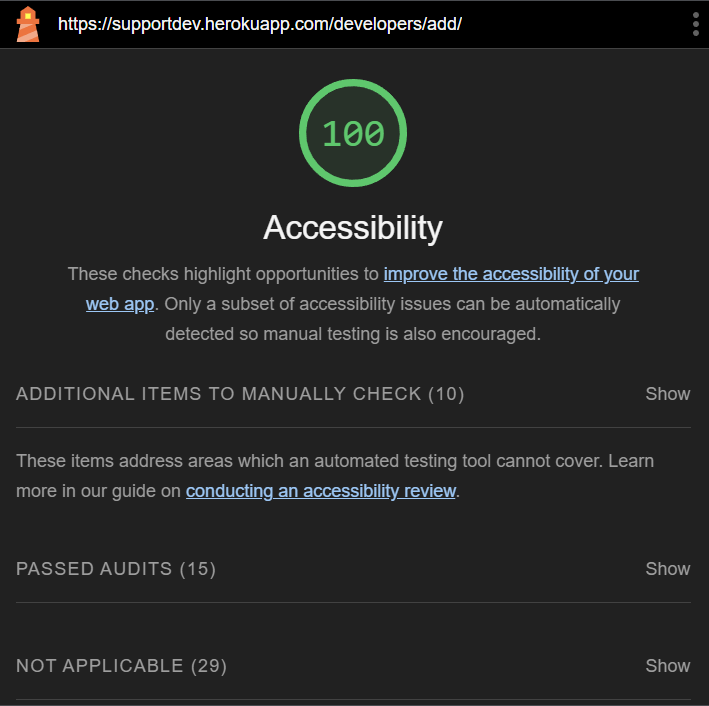 https://supportdev.herokuapp.com/developers/add/
100
Accessibility
These checks highlight opportunities to improve the accessibility of your
web app. Only a subset of accessibility issues can be automatically
detected so manual testing is also encouraged.
ADDITIONAL ITEMS TO MANUALLY CHECK (10) Show
These items address areas which an automated testing tool cannot cover. Learn
more in our guide on conducting an accessibility review.
PASSED AUDITS (15) Show
NOT APPLICABLE (29) Show